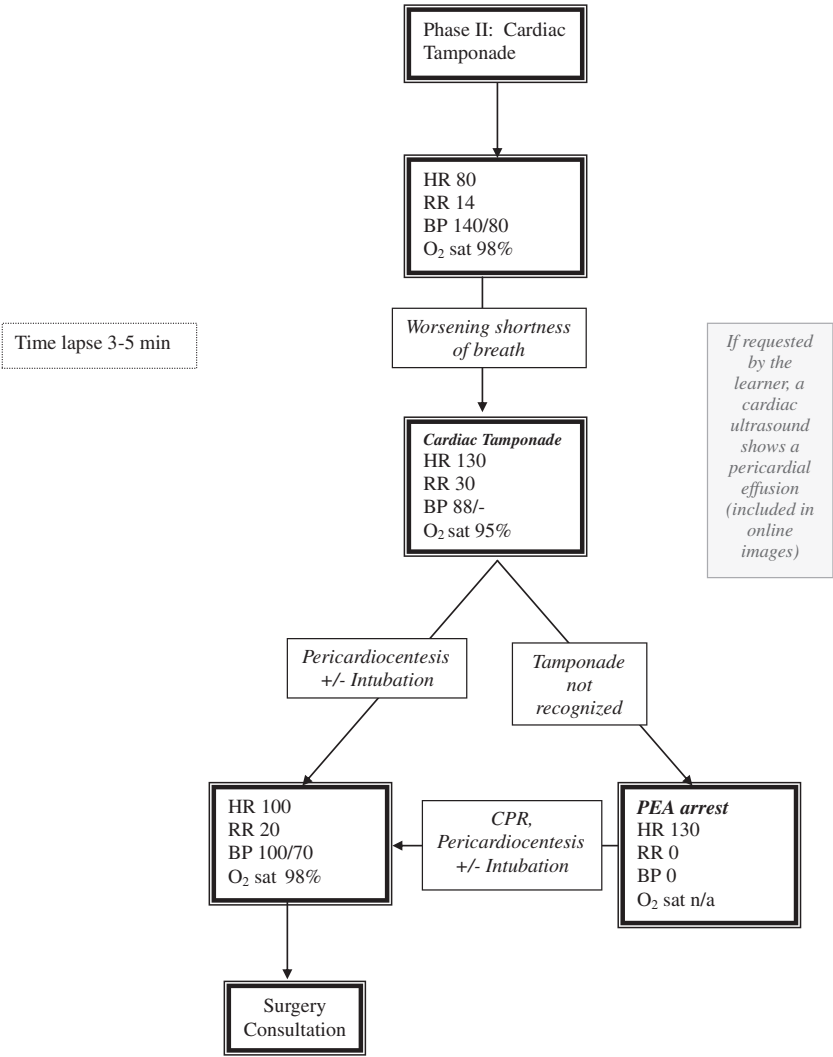 Phase II: Cardiac
Tamponade
HR 80
RR 14
BP 140/80
O₂ sat 98%
Worsening shortness
of breath
Time lapse 3-5 min
If requested
by the
learner, a
cardiac
ultrasound
shows a
pericardial
effusion
(included in
online
images)
Cardiac Tamponade
HR 130
RR 30
BP 88/-
O₂ sat 95%
Pericardiocentesis
+/- Intubation
Tamponade
not
recognized
HR 100
RR 20
BP 100/70
O₂ sat 98%
CPR,
Pericardiocentesis
+/- Intubation
PEA arrest
HR 130
RR 0
BP 0
O₂ sat n/a
Surgery
Consultation